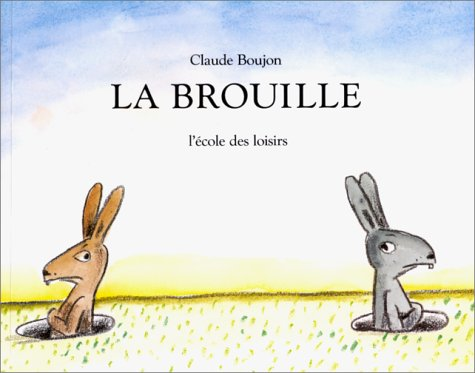 Claude Boujon
LA BROUILLE
l'école des loisirs